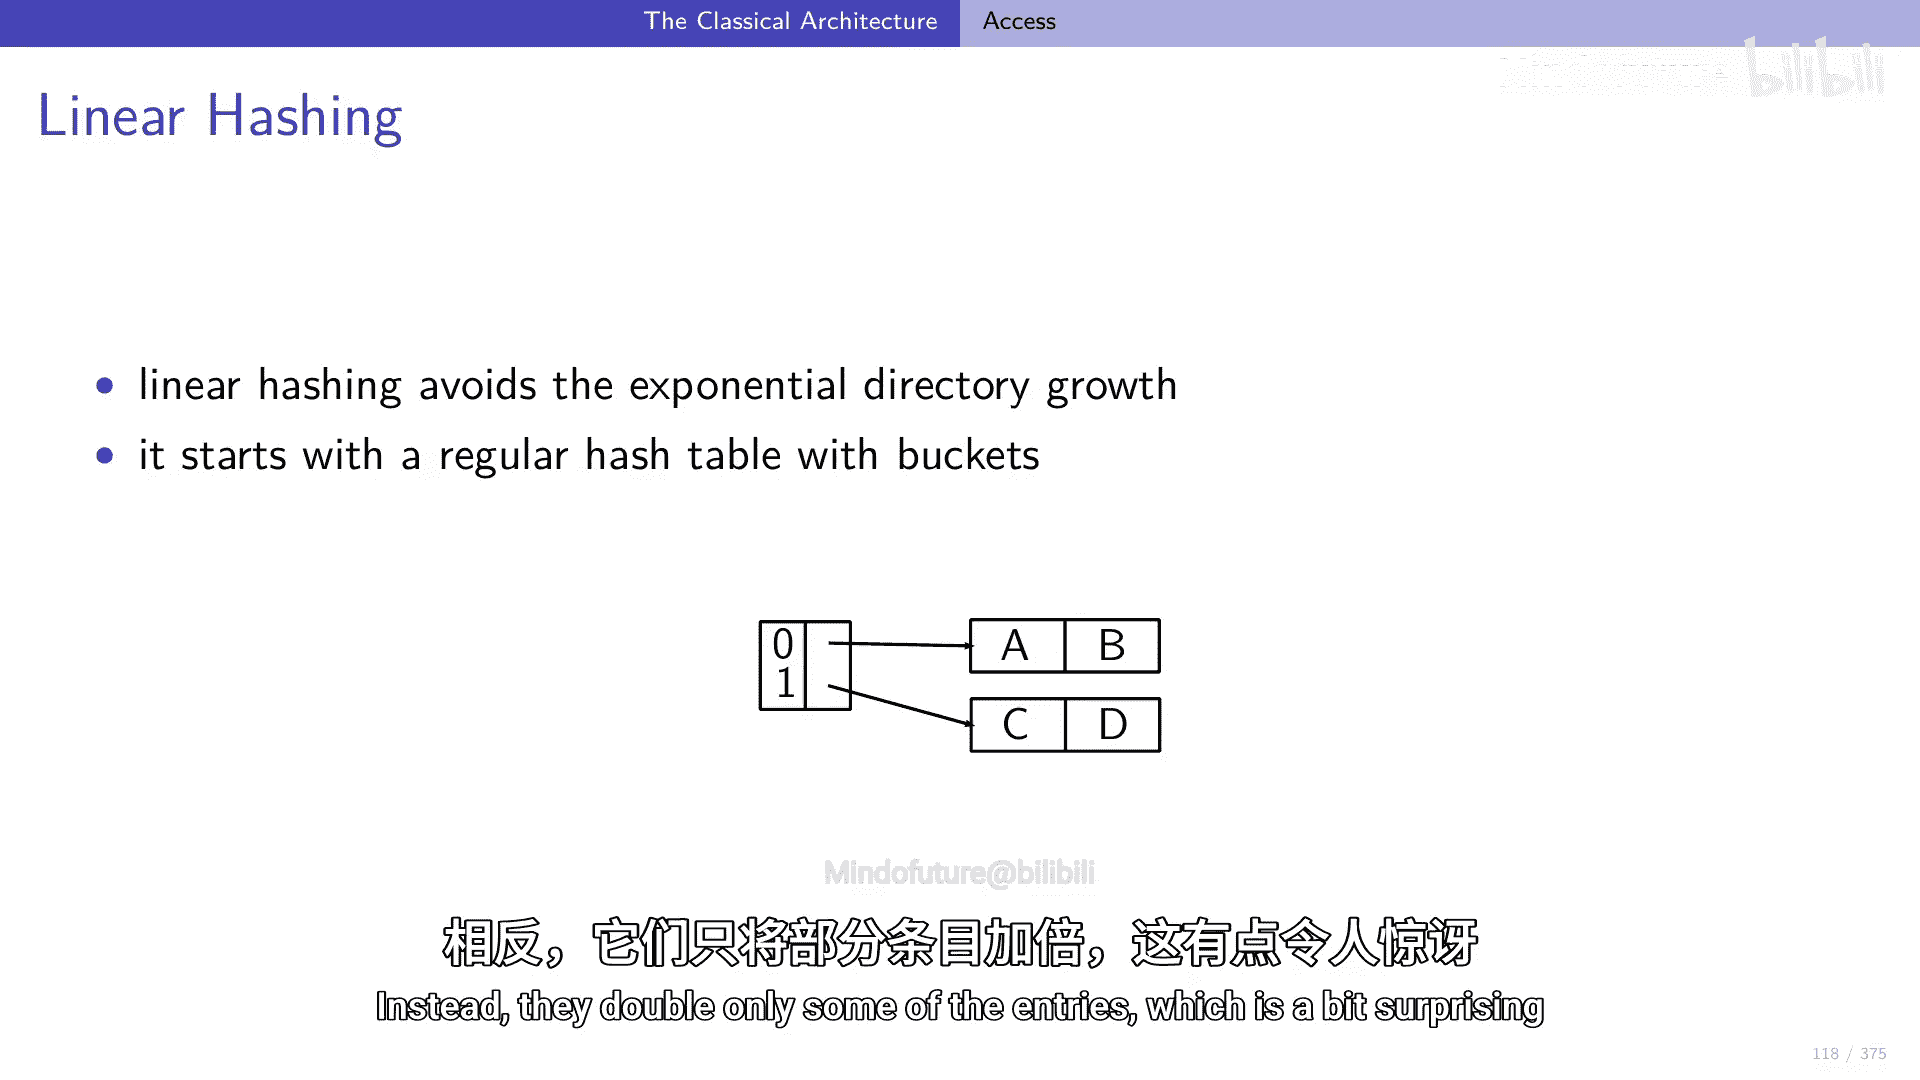 The Classical Architecture Access
bilibili
Linear Hashing
• linear hashing avoids the exponential directory growth
• it starts with a regular hash table with buckets
0 A B
1 C D
Mindofuture@bilibili
相反，它们只将部分条目加倍，这有点令人惊讶
Instead, they double only some of the entries, which is a bit surprising
118 / 375